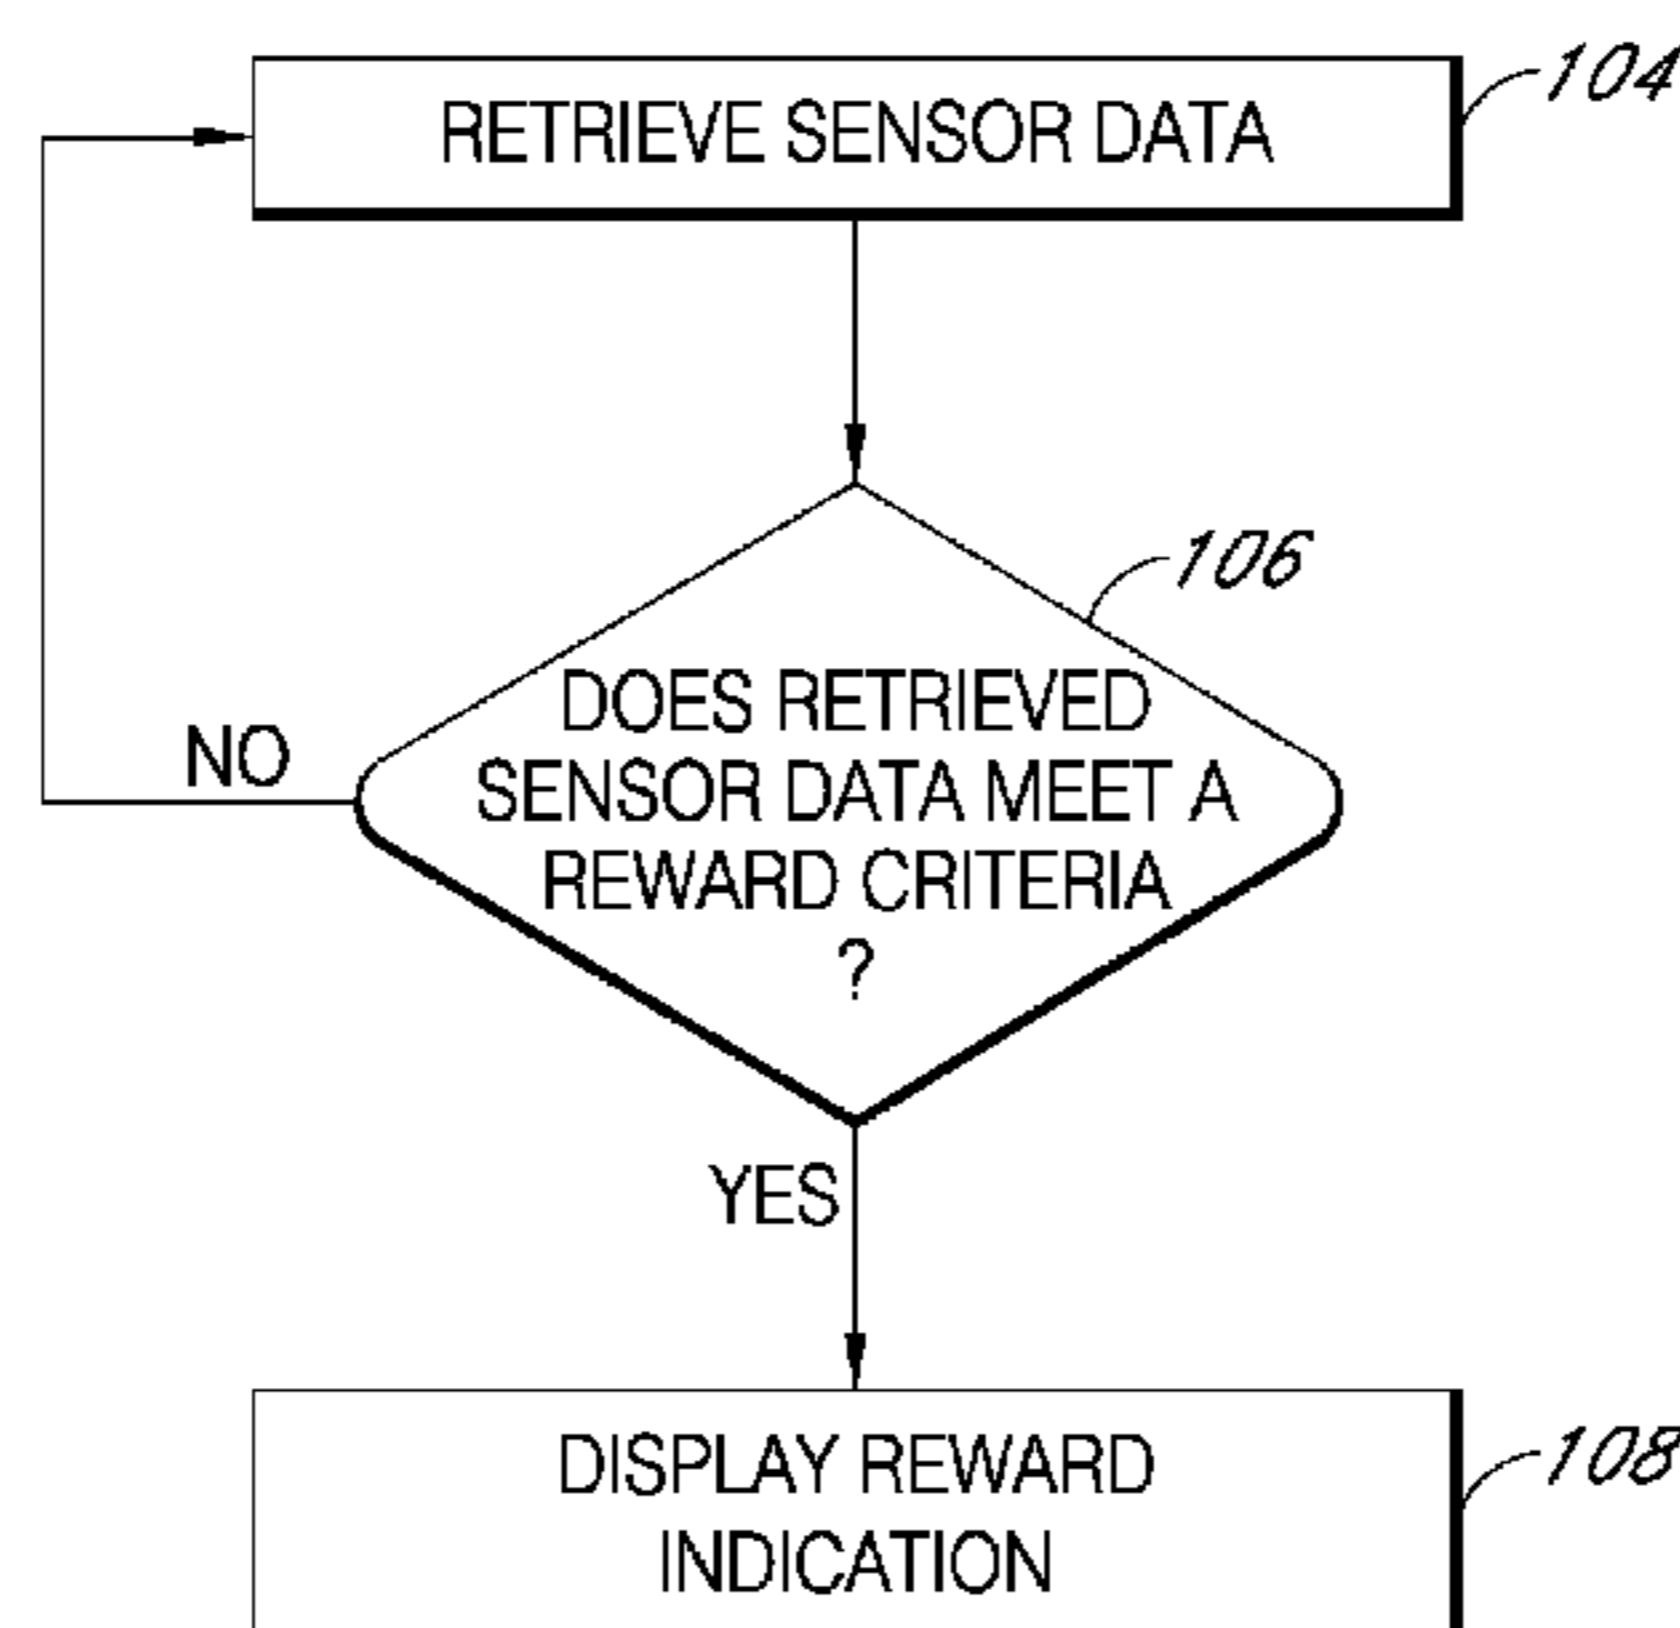 RETRIEVE SENSOR DATA
104
106
DOES RETRIEVED
SENSOR DATA MEET A
REWARD CRITERIA
?
NO
YES
DISPLAY REWARD
INDICATION
108